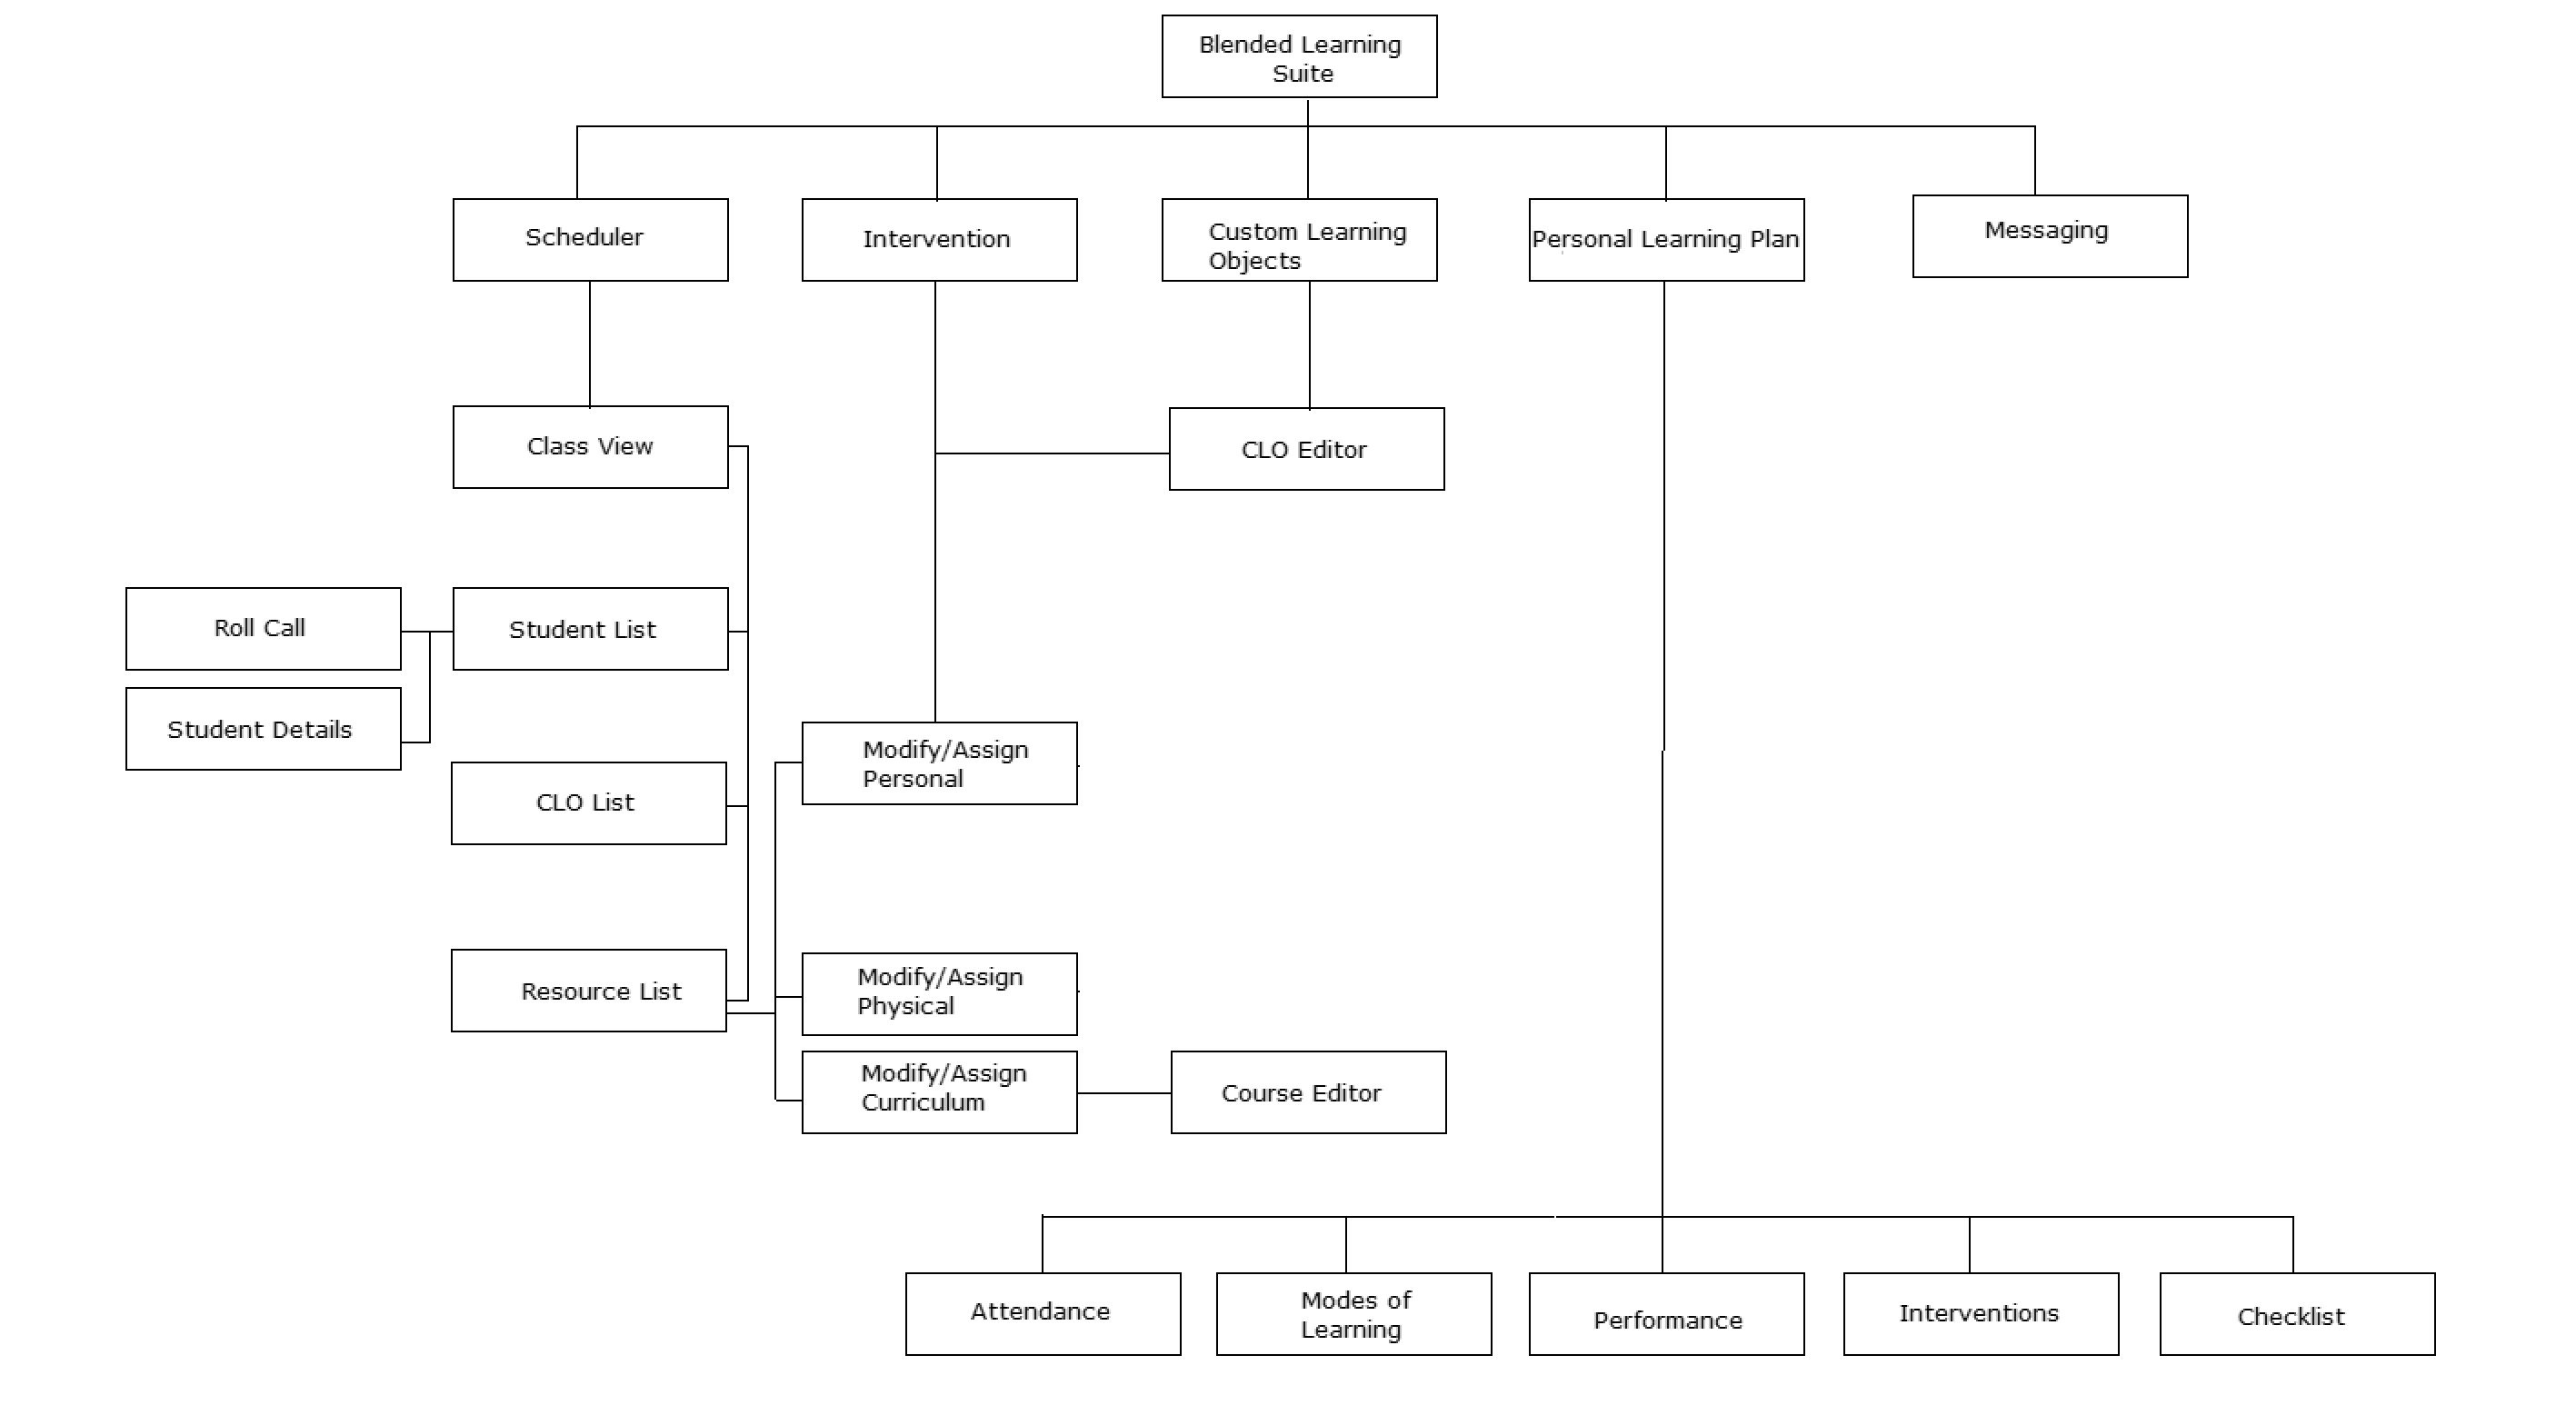 Blended Learning
Suite
Scheduler
Intervention
Custom Learning
Objects
Personal Learning Plan
Messaging
Class View
CLO Editor
Roll Call
Student List
Student Details
Modify/Assign
Personal
CLO List
Resource List
Modify/Assign
Physical
Modify/Assign
Curriculum
Course Editor
Attendance
Modes of
Learning
Performance
Interventions
Checklist